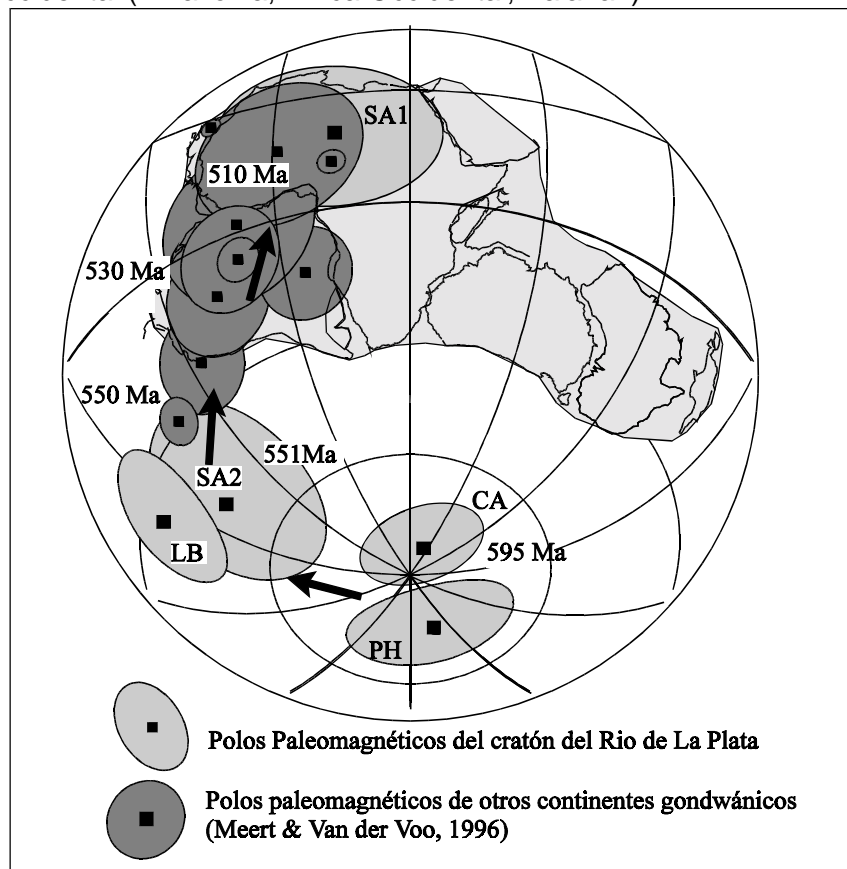 SA1
510 Ma
530 Ma
550 Ma
551Ma
SA2
CA
LB
595 Ma
PH
Polos Paleomagnéticos del cratón del Rio de La Plata
Polos paleomagnéticos de otros continentes gondwánicos
(Meert & Van der Voo, 1996)